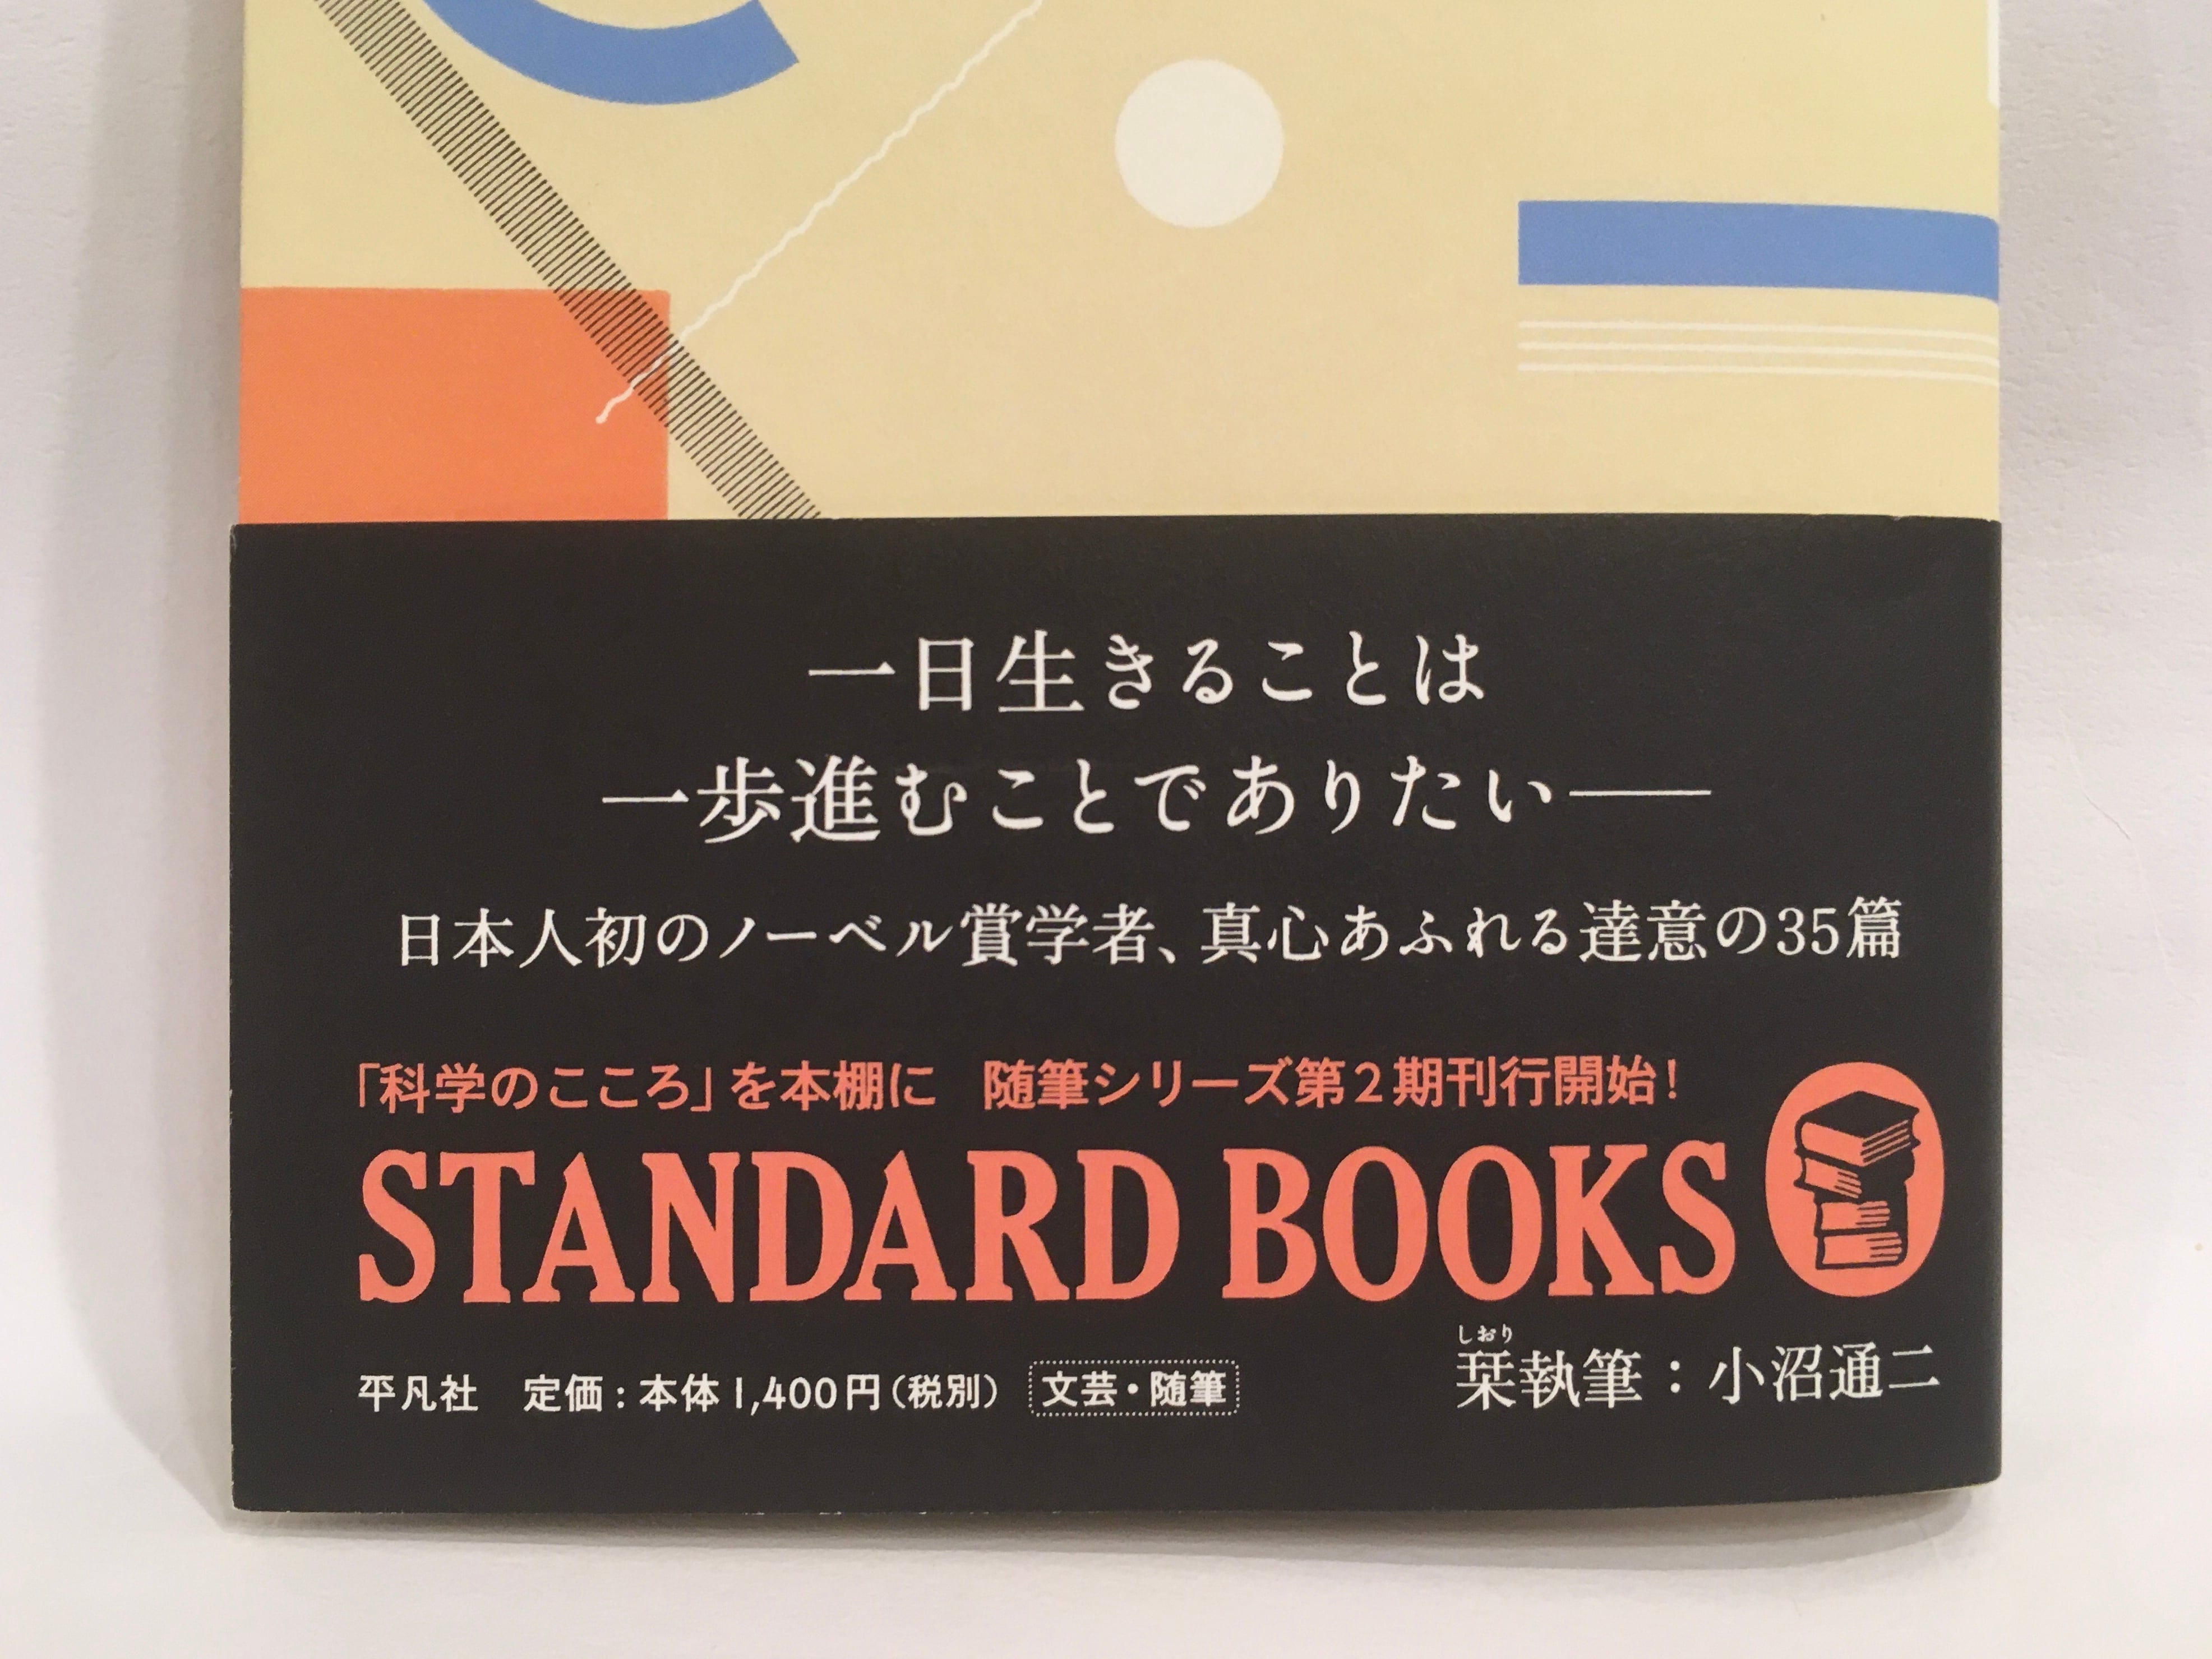 一日生きることは
一歩進むことでありたい――
日本人初のノーベル賞学者、真心あふれる達意の35篇
「科学のこころ」を本棚に　随筆シリーズ第2期刊行開始!
STANDARD BOOKS
しおり
平凡社　定価:本体1,400円(税別)　文芸・随筆　栞執筆:小沼通二